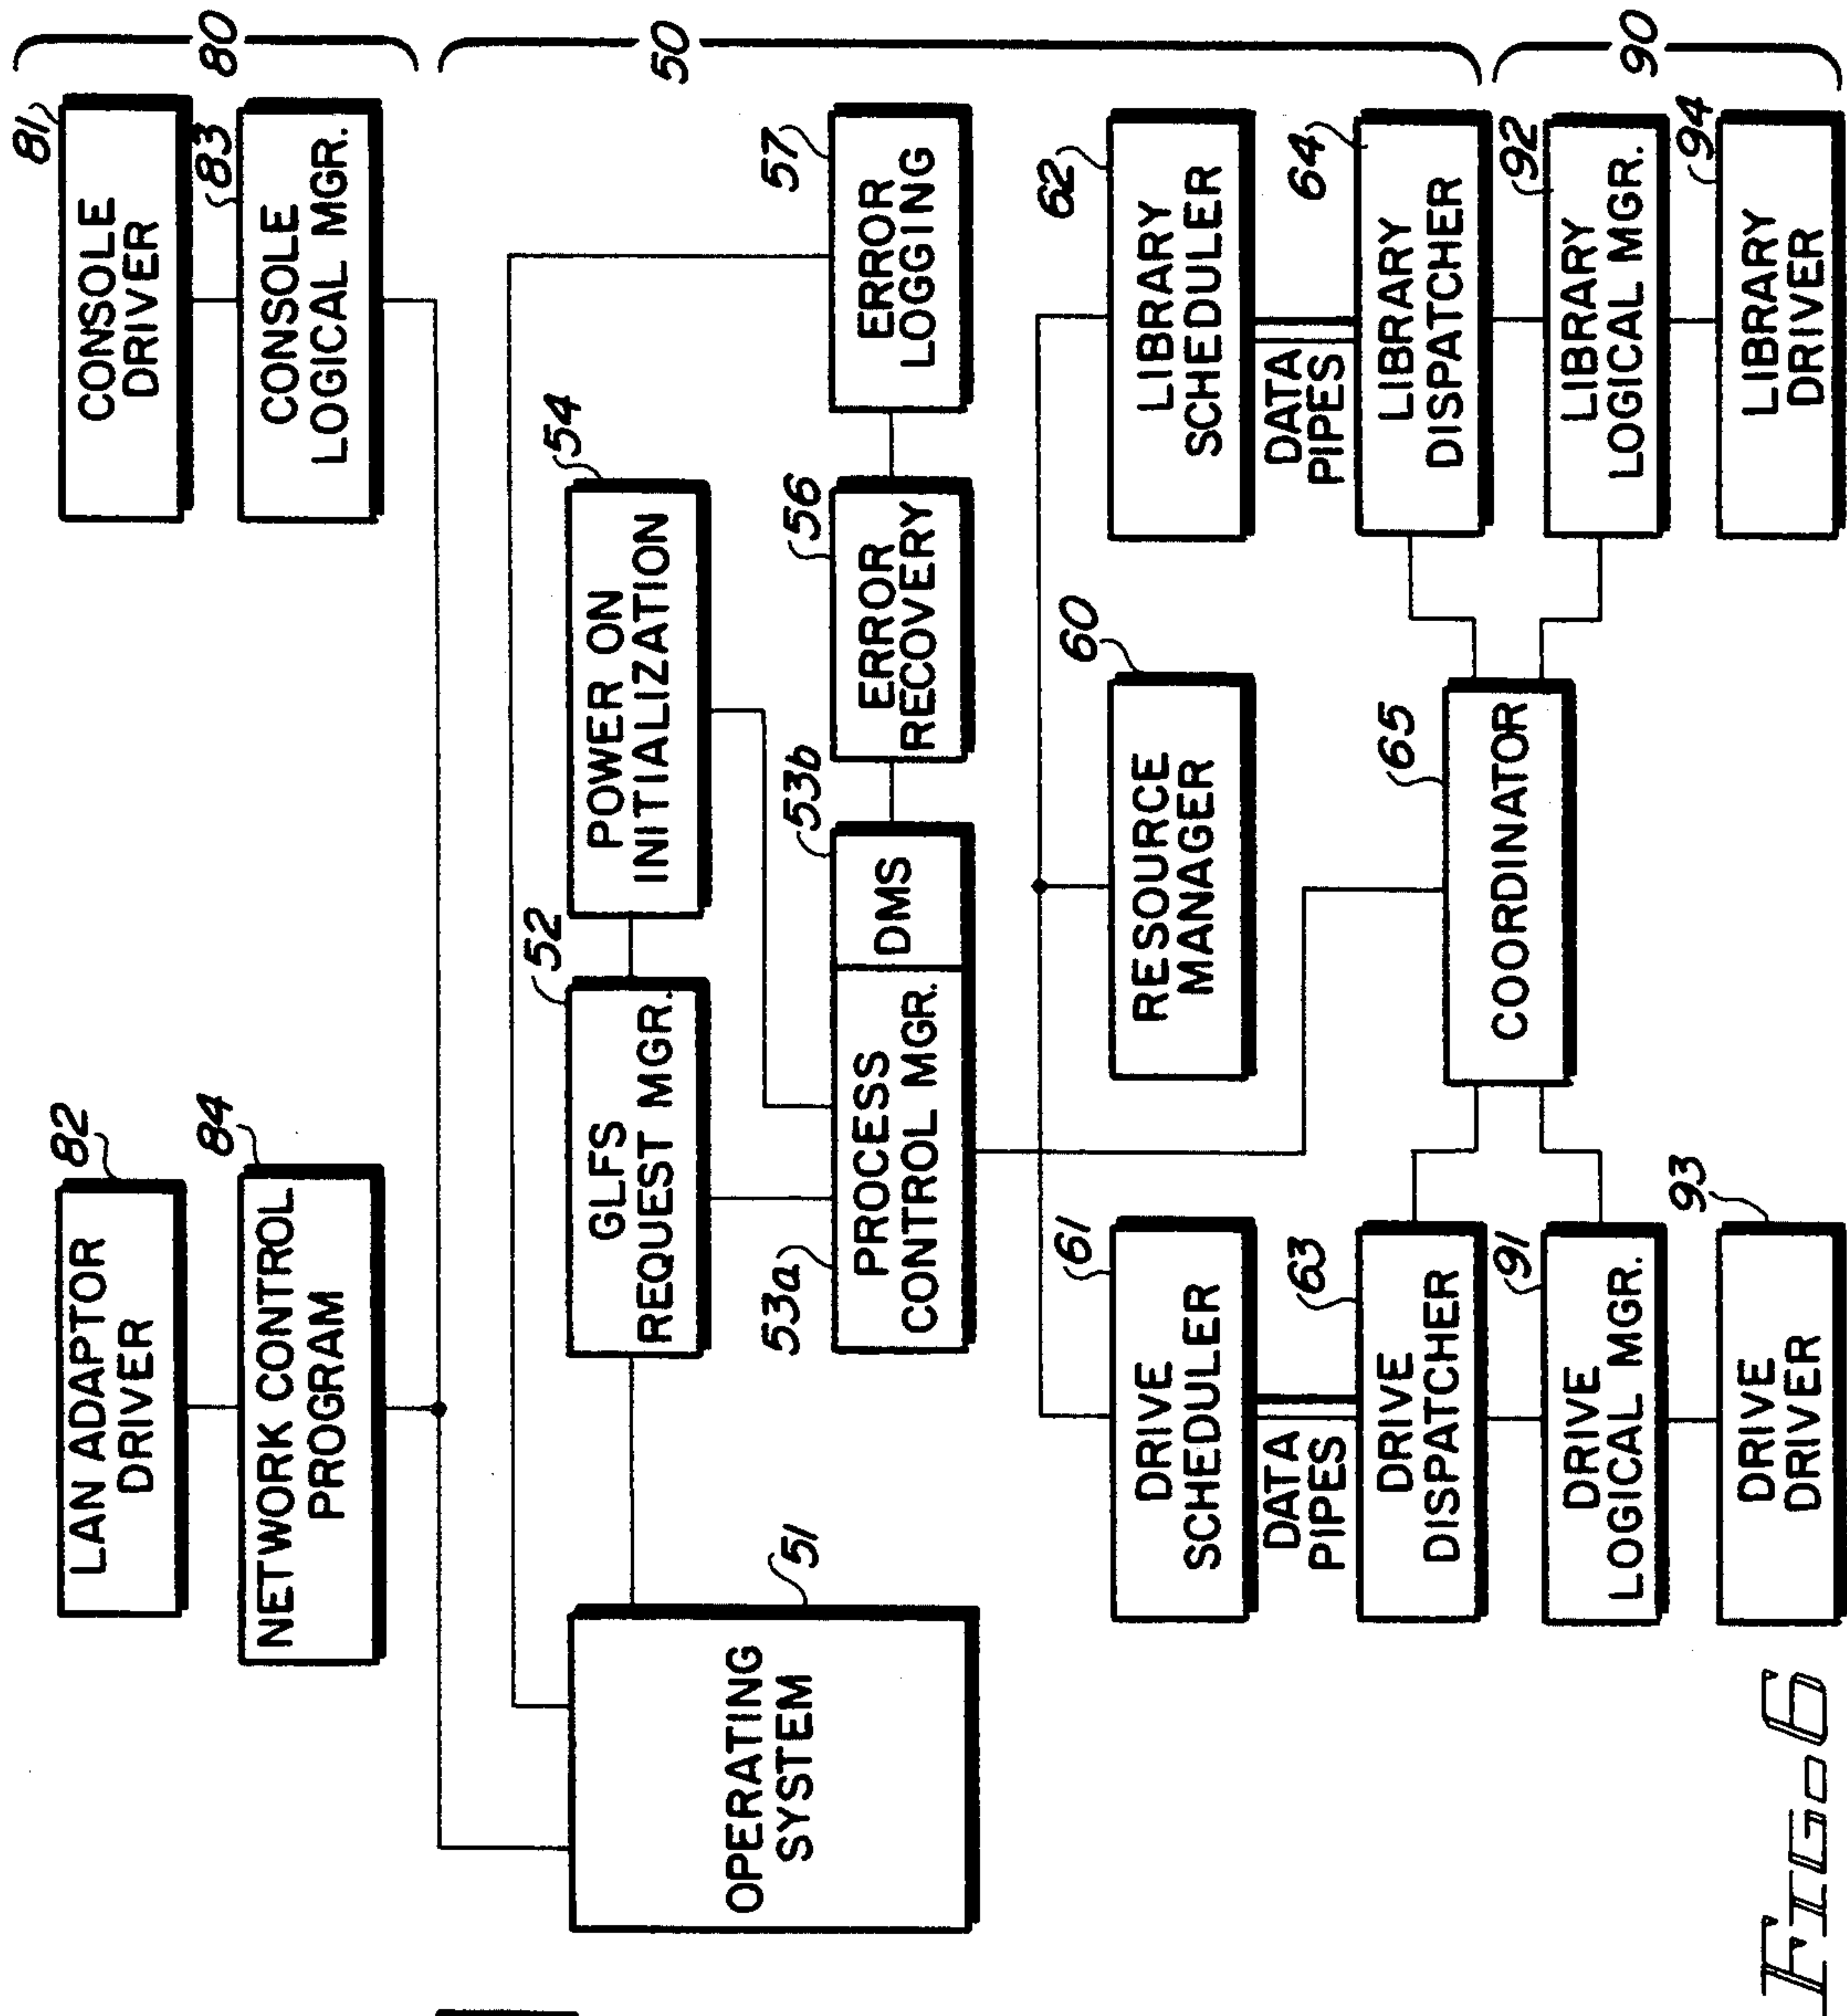 82
LAN ADAPTOR
DRIVER
84
NETWORK CONTROL
PROGRAM
81
CONSOLE
DRIVER
83
CONSOLE
LOGICAL MGR.
80
OPERATING
SYSTEM
51
GLFS
REQUEST MGR.
52
POWER ON
INITIALIZATION
54
53a
PROCESS
CONTROL MGR.
DMS
53b
ERROR
RECOVERY
56
ERROR
LOGGING
57
50
DRIVE
SCHEDULER
61
RESOURCE
MANAGER
60
LIBRARY
SCHEDULER
62
DATA
PIPES
DATA
PIPES
DRIVE
DISPATCHER
63
COORDINATOR
65
LIBRARY
DISPATCHER
64
DRIVE
LOGICAL MGR.
91
LIBRARY
LOGICAL MGR.
92
DRIVE
DRIVER
93
LIBRARY
DRIVER
94
90
FIG. 6